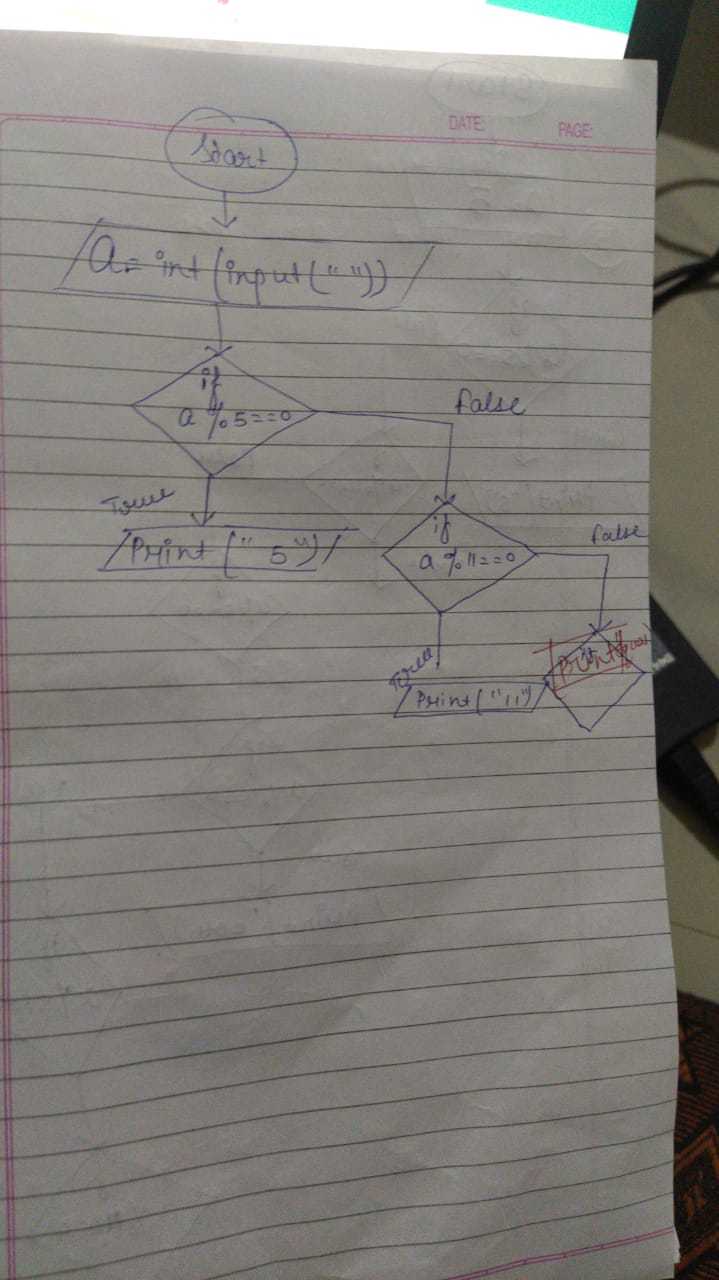 DATE:
PAGE:
Start
a = int(input(" "))
if
a % 5==0
False
True
Print (" 5")
if
a % 11==0
False
True
Print ("11")
Print